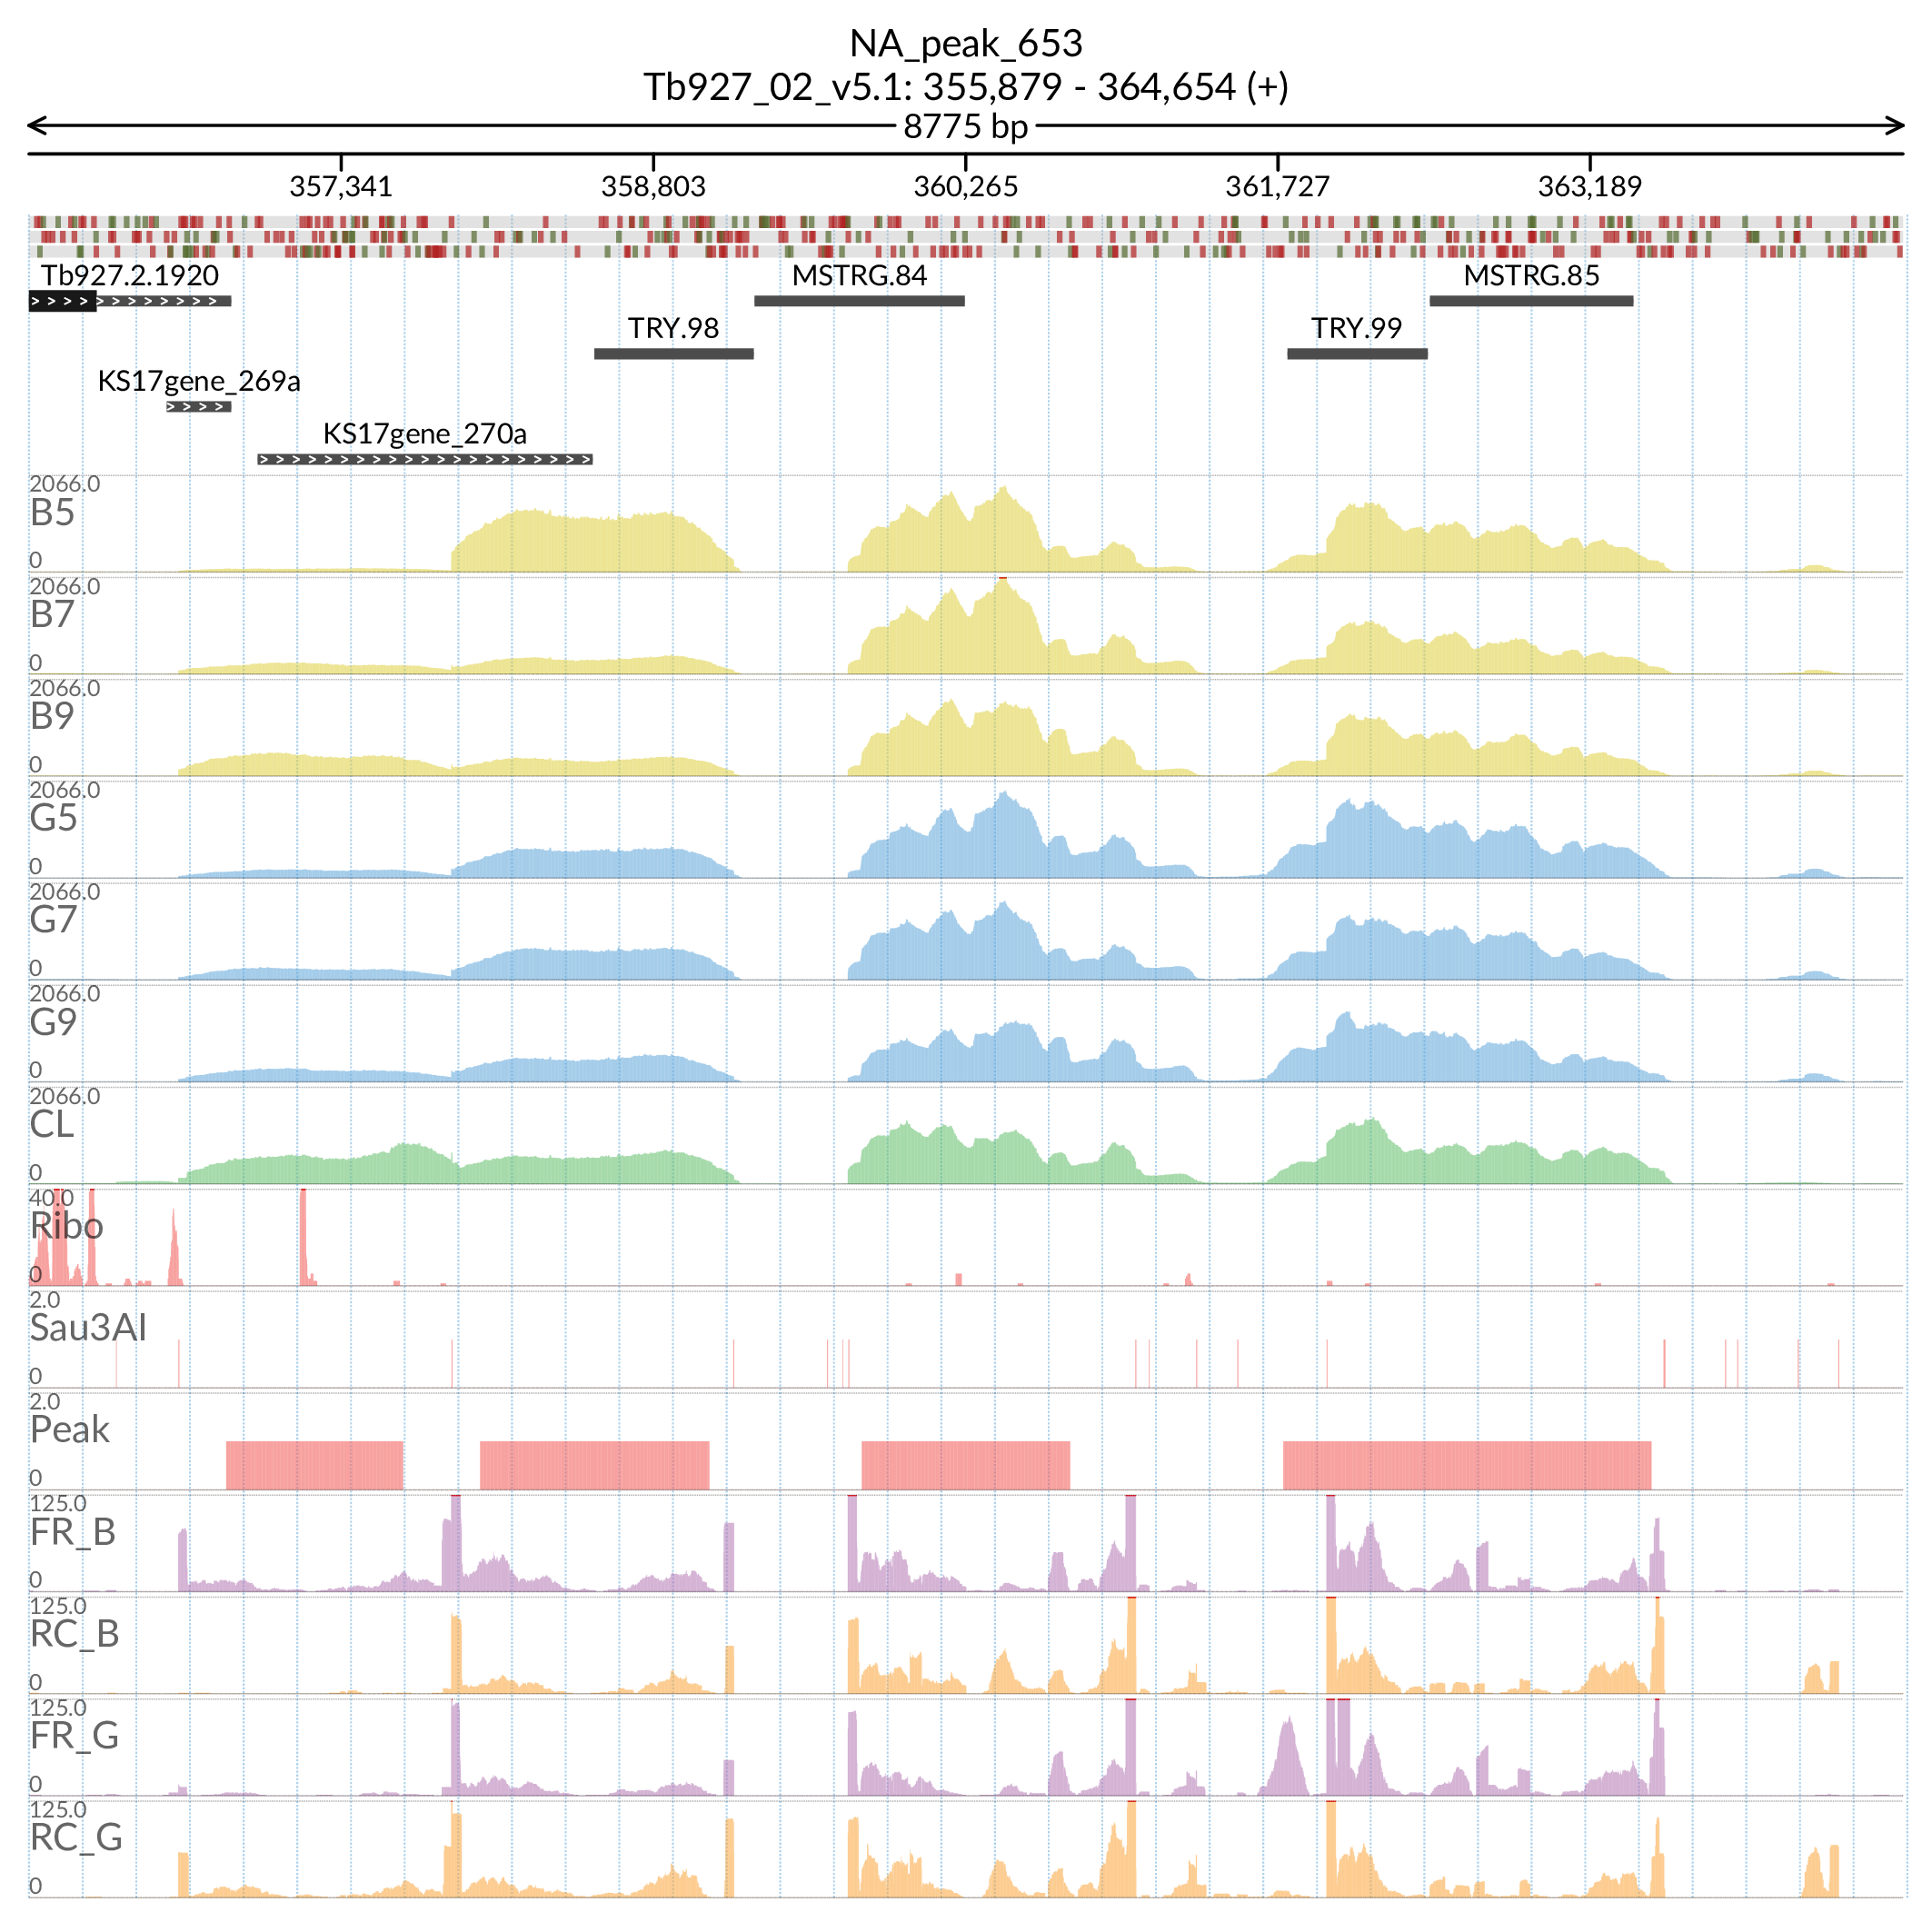 NA_peak_653
Tb927_02_v5.1: 355,879 - 364,654 (+)
8775 bp
357,341 358,803 360,265 361,727 363,189
Tb927.2.1920 MSTRG.84 MSTRG.85
TRY.98 TRY.99
KS17gene_269a
KS17gene_270a
2066.0
B5
0
2066.0
B7
0
2066.0
B9
0
2066.0
G5
0
2066.0
G7
0
2066.0
G9
0
2066.0
CL
0
40.0
Ribo
0
2.0
Sau3AI
0
2.0
Peak
0
125.0
FR_B
0
125.0
RC_B
0
125.0
FR_G
0
125.0
RC_G
0